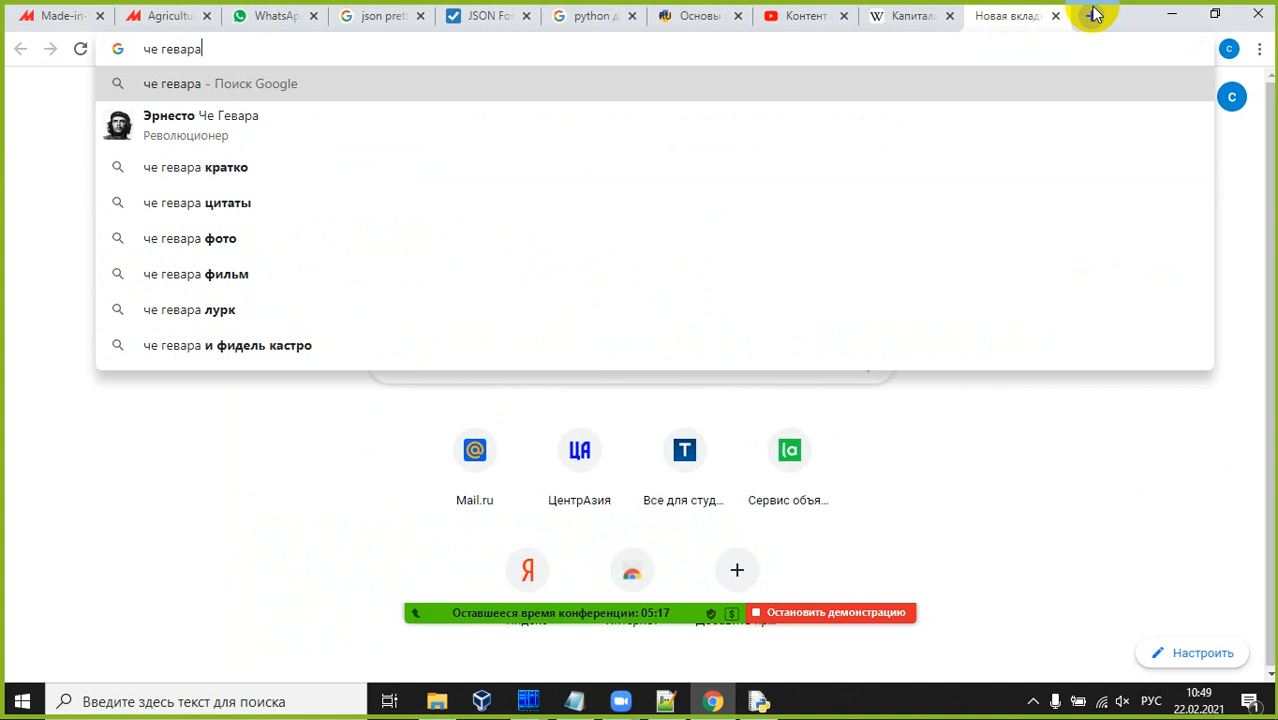 Made-in-
Agricultu
WhatsAp
json pret
JSON Fo
python д
Основы
Контент
Капитал
Новая вклад
че гевара
че гевара - Поиск Google
Эрнесто Че Гевара
Революционер
че гевара кратко
че гевара цитаты
че гевара фото
че гевара фильм
че гевара лурк
че гевара и фидель кастро
c
c
Mail.ru
ЦентрАзия
Все для студ...
Сервис объя...
Оставшееся время конференции: 05:17
Остановить демонстрацию
Настроить
Введите здесь текст для поиска
РУС
10:49
22.02.2021